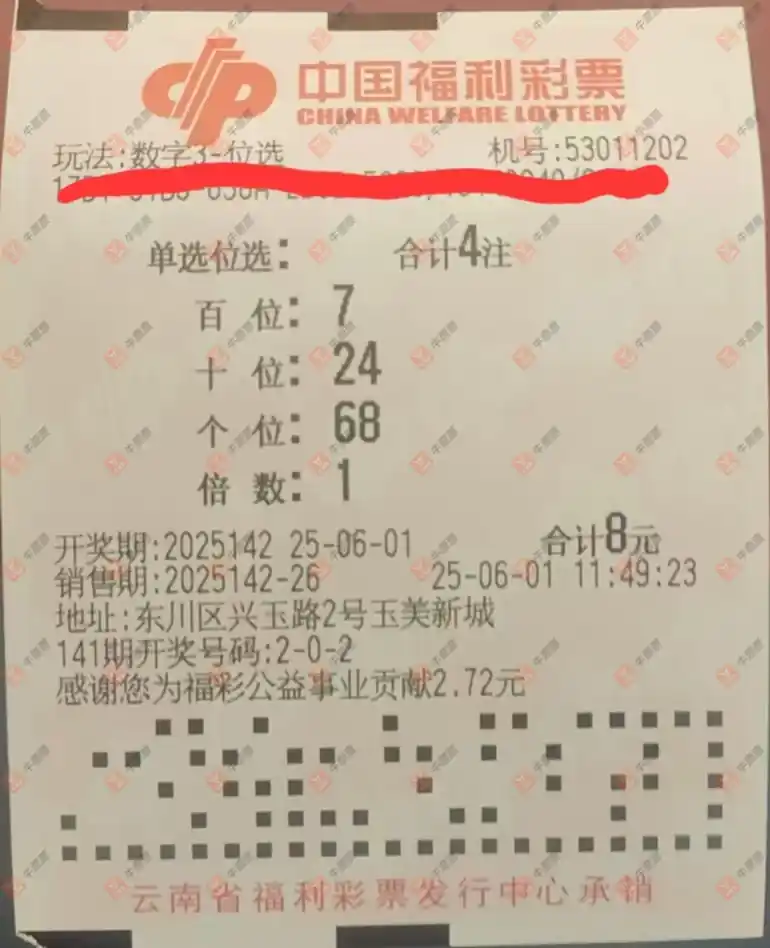 中国福利彩票
CHINA WELFARE LOTTERY
玩法:数字3-位选 机号:53011202
单选位选: 合计4注
百位: 7
十位: 24
个位: 68
倍数: 1
开奖期:2025142 25-06-01 合计8元
销售期:2025142-26 25-06-01 11:49:23
地址:东川区兴玉路2号玉美新城
141期开奖号码:2-0-2
感谢您为福彩公益事业贡献2.72元
云南省福利彩票发行中心承销